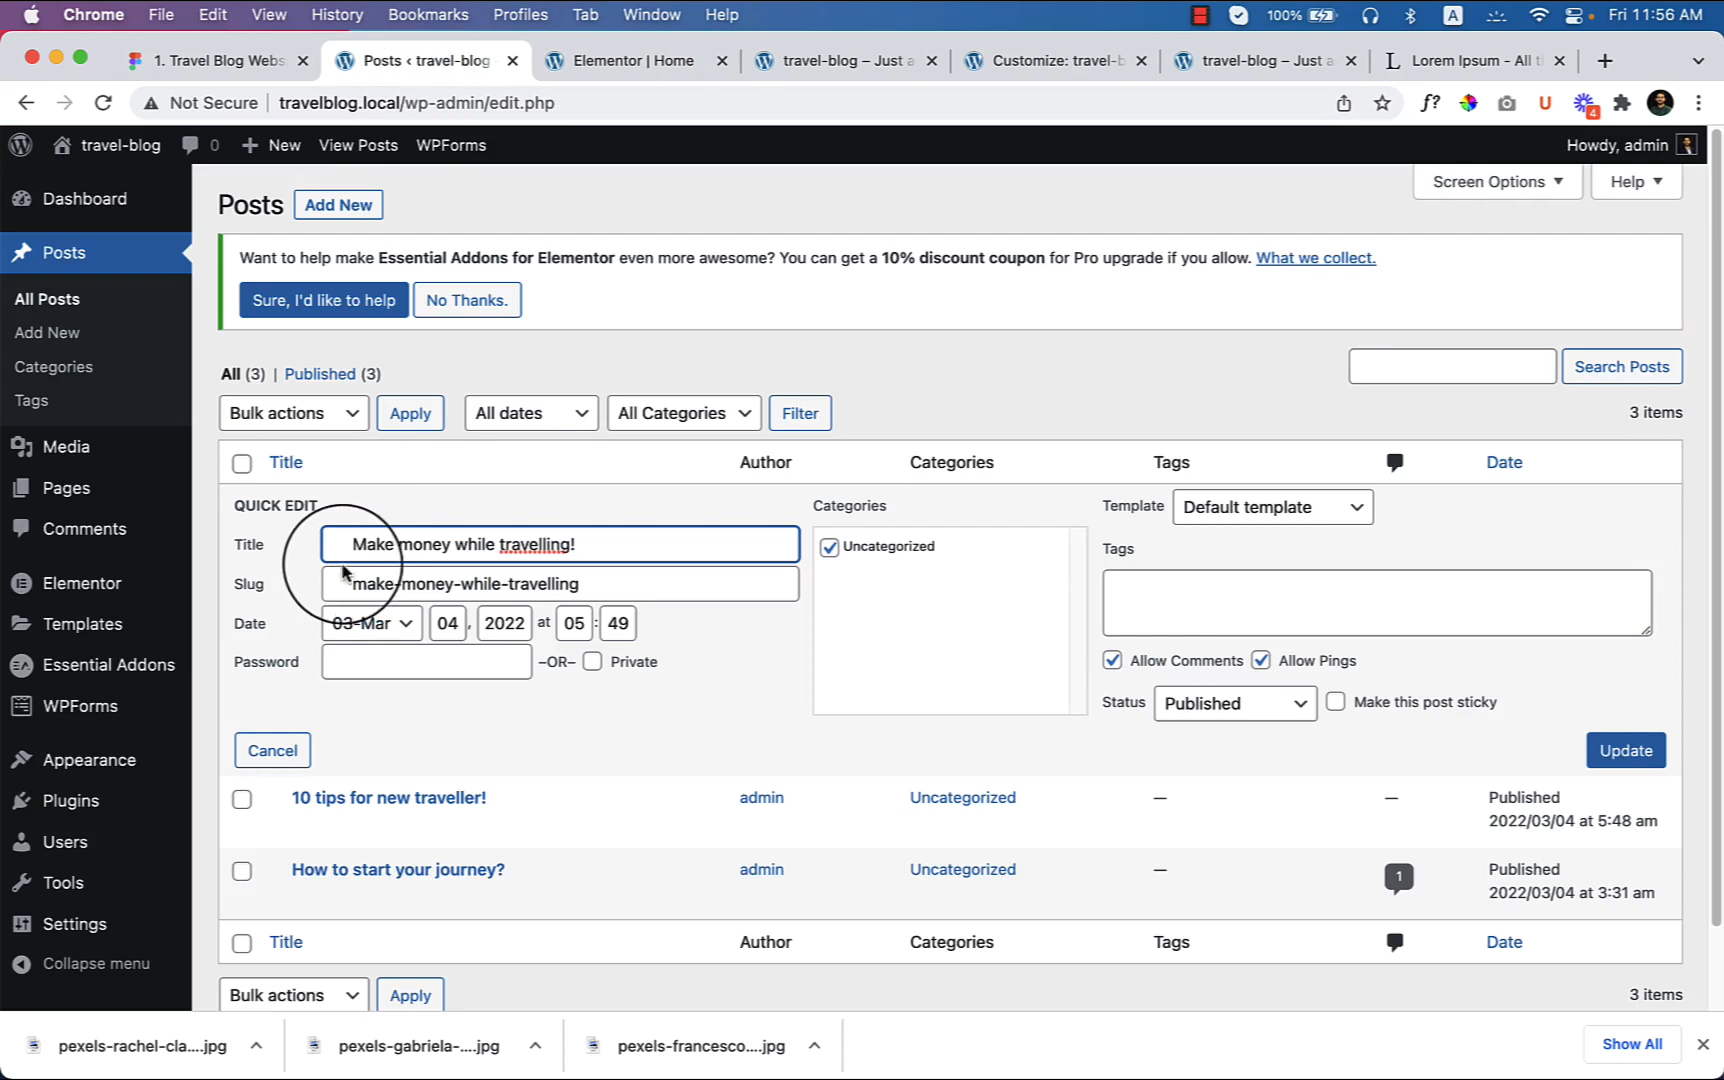 Chrome File Edit View History Bookmarks Profiles Tab Window Help 100% A Fri 11:56 AM
1. Travel Blog Webs Posts ‹ travel-blog Elementor | Home travel-blog – Just a Customize: travel-b travel-blog – Just a Lorem Ipsum - All t
Not Secure travelblog.local/wp-admin/edit.php f? U 4
travel-blog 0 + New View Posts WPForms Howdy, admin
Dashboard
Posts
All Posts
Add New
Categories
Tags
Media
Pages
Comments
Elementor
Templates
Essential Addons
WPForms
Appearance
Plugins
Users
Tools
Settings
Collapse menu
Screen Options Help
Posts Add New
Want to help make Essential Addons for Elementor even more awesome? You can get a 10% discount coupon for Pro upgrade if you allow. What we collect.
Sure, I'd like to help No Thanks.
Search Posts
All (3) | Published (3)
Bulk actions Apply All dates All Categories Filter 3 items
Title Author Categories Tags Date
QUICK EDIT Categories Template Default template
Title Make money while travelling! Uncategorized Tags
Slug make-money-while-travelling
Date 03-Mar 04 , 2022 at 05 : 49
Password –OR– Private Allow Comments Allow Pings
Status Published Make this post sticky
Cancel Update
10 tips for new traveller! admin Uncategorized — — Published
2022/03/04 at 5:48 am
How to start your journey? admin Uncategorized — 1 Published
2022/03/04 at 3:31 am
Title Author Categories Tags Date
Bulk actions Apply 3 items
pexels-rachel-cla....jpg pexels-gabriela-....jpg pexels-francesco....jpg Show All